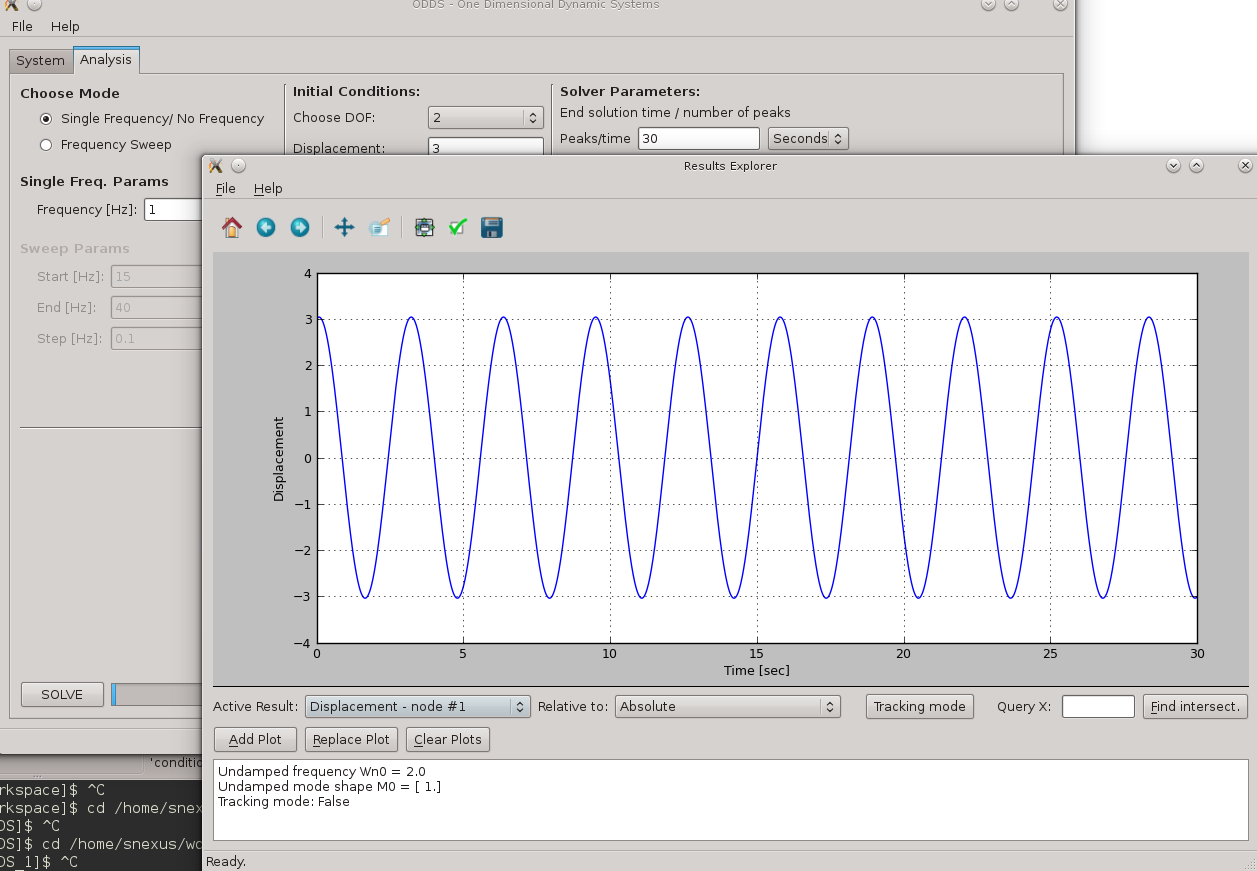 ODDS - One Dimensional Dynamic Systems
FIle Help
System Analysis
Choose Mode
Single Frequency/ No Frequency
Frequency Sweep
Single Freq. Params
Frequency [Hz]: 1
Sweep Params
Start [Hz]: 15
End [Hz]: 40
Step [Hz]: 0.1
SOLVE
Initial Conditions:
Choose DOF: 2
Displacement: 3
Solver Parameters:
End solution time / number of peaks
Peaks/time 30 Seconds
Results Explorer
File Help
4
3
2
1
0
−1
−2
−3
−4
Displacement
0 5 10 15 20 25 30
Time [sec]
Active Result: Displacement - node #1 Relative to: Absolute Tracking mode Query X: Find intersect.
Add Plot Replace Plot Clear Plots
Undamped frequency Wn0 = 2.0
Undamped mode shape M0 = [ 1.]
Tracking mode: False
Ready.
'conditio
rkspace]$ ^C
rkspace]$ cd /home/snex
DS]$ ^C
DS]$ cd /home/snexus/wo
DS_1]$ ^C